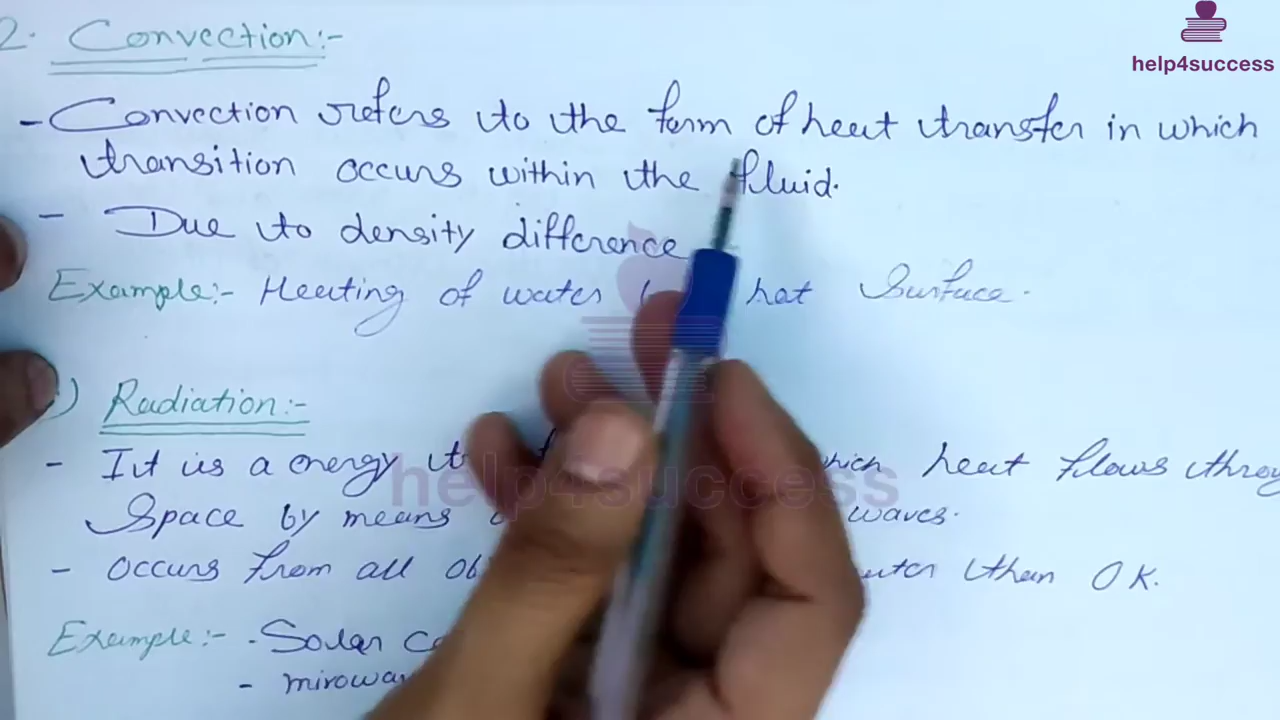 help4success
2. Convection:-
- Convection refers to the form of heat transfer in which
transition occurs within the fluid.
- Due to density difference
Example:- Heating of water hot Surface.
) Radiation:-
- It is a energy which heat flows
Space by means waves.
help4success
- occurs from all than 0 K.
Example:- - Solar
-